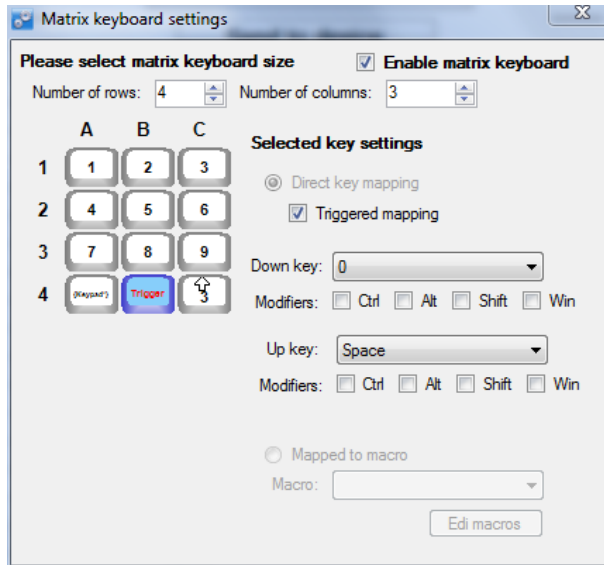 Matrix keyboard settings
Please select matrix keyboard size Enable matrix keyboard
Number of rows: 4 Number of columns: 3
A B C
Selected key settings
1 1 2 3
Direct key mapping
2 4 5 6
Triggered mapping
3 7 8 9
Down key: 0
4 {Keypad*} Trigger 3
Modifiers: Ctrl Alt Shift Win
Up key: Space
Modifiers: Ctrl Alt Shift Win
Mapped to macro
Macro:
Edi macros